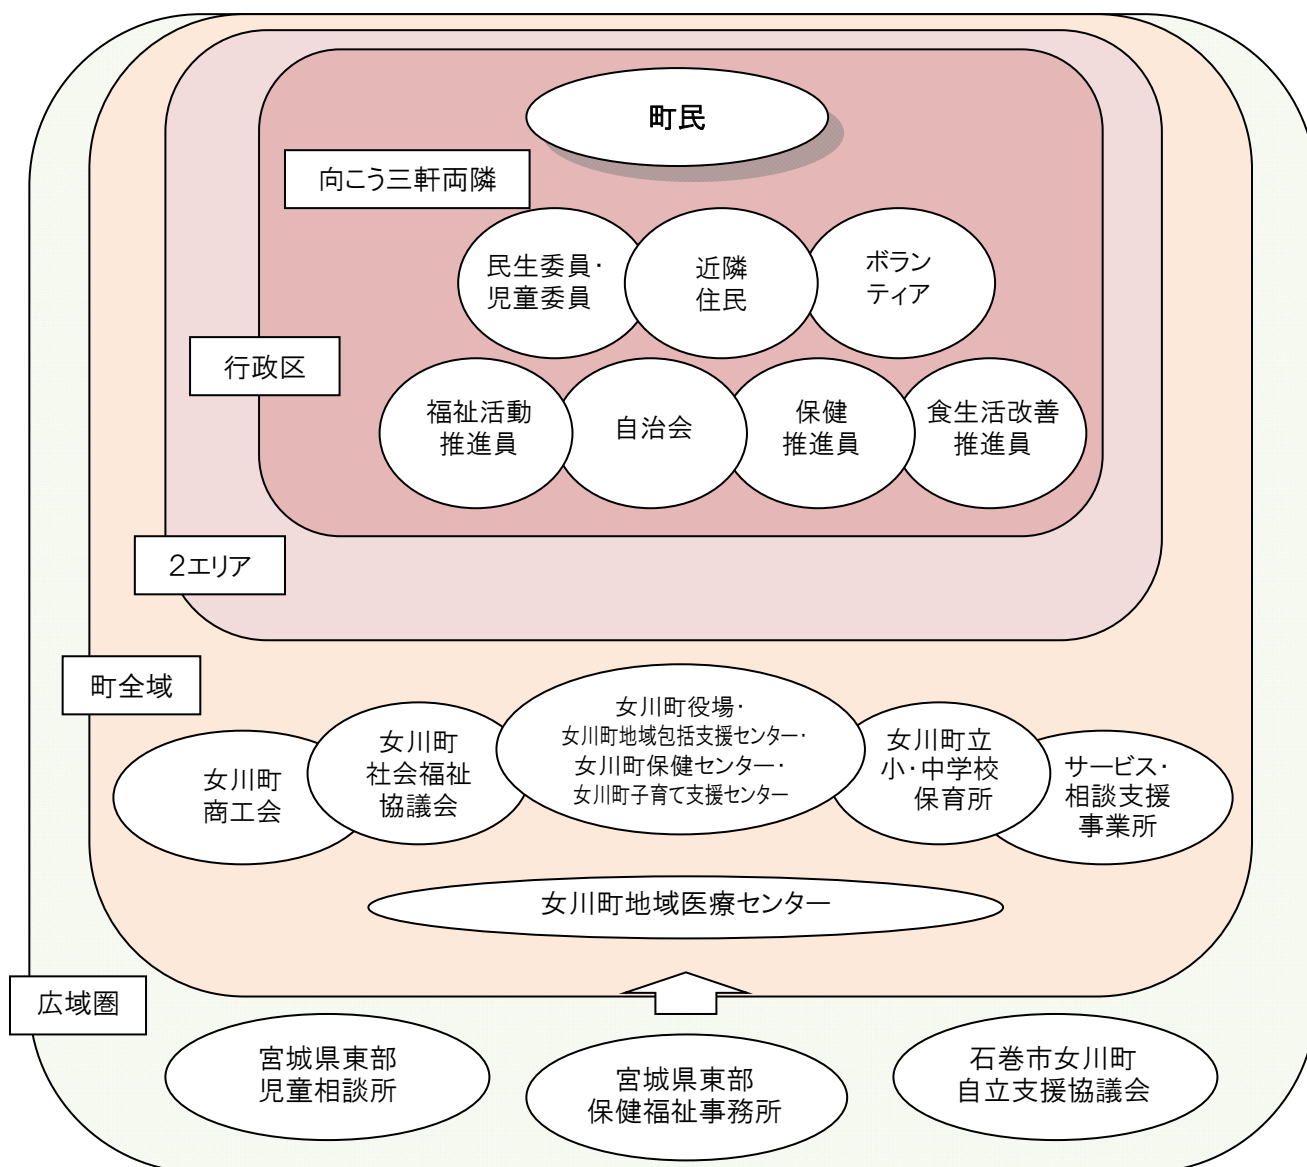 町民
向こう三軒両隣
民生委員・
児童委員
近隣
住民
ボラン
ティア
行政区
福祉活動
推進員
自治会
保健
推進員
食生活改善
推進員
2エリア
町全域
女川町
商工会
女川町
社会福祉
協議会
女川町役場・
女川町地域包括支援センター・
女川町保健センター・
女川町子育て支援センター
女川町立
小・中学校
保育所
サービス・
相談支援
事業所
女川町地域医療センター
広域圏
宮城県東部
児童相談所
宮城県東部
保健福祉事務所
石巻市女川町
自立支援協議会